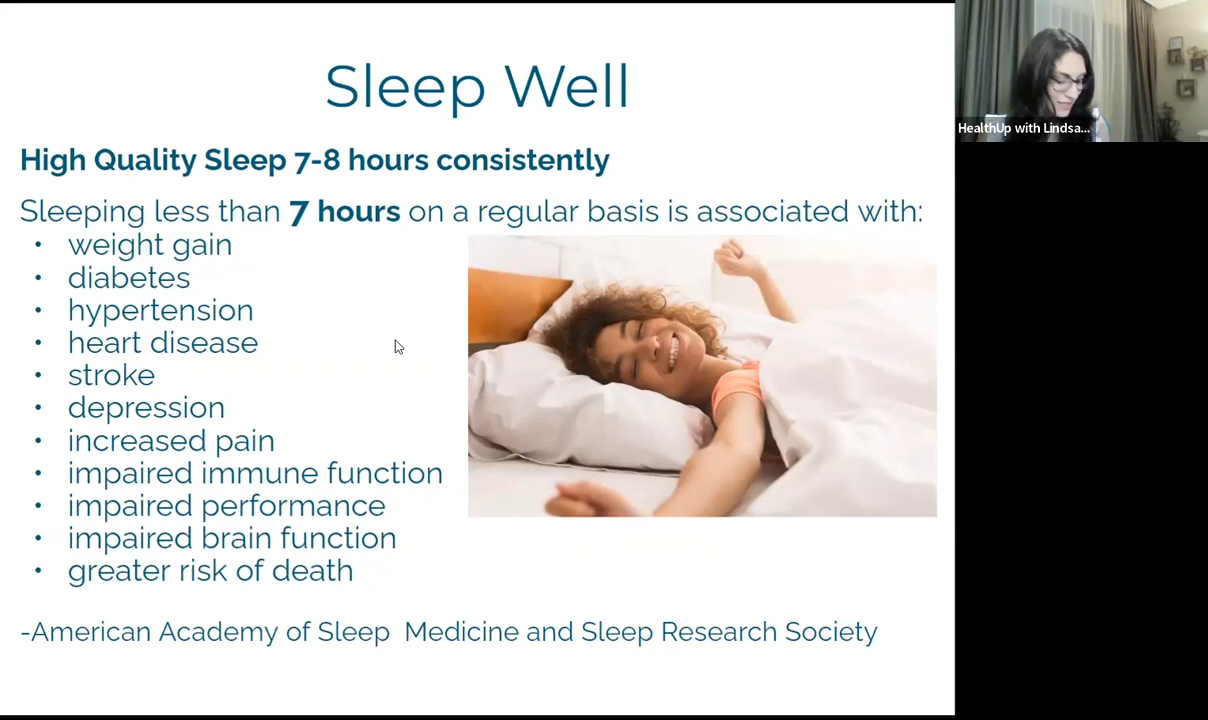 Sleep Well
High Quality Sleep 7-8 hours consistently
Sleeping less than 7 hours on a regular basis is associated with:
• weight gain
• diabetes
• hypertension
• heart disease
• stroke
• depression
• increased pain
• impaired immune function
• impaired performance
• impaired brain function
• greater risk of death
-American Academy of Sleep  Medicine and Sleep Research Society
HealthUp with Lindsa...